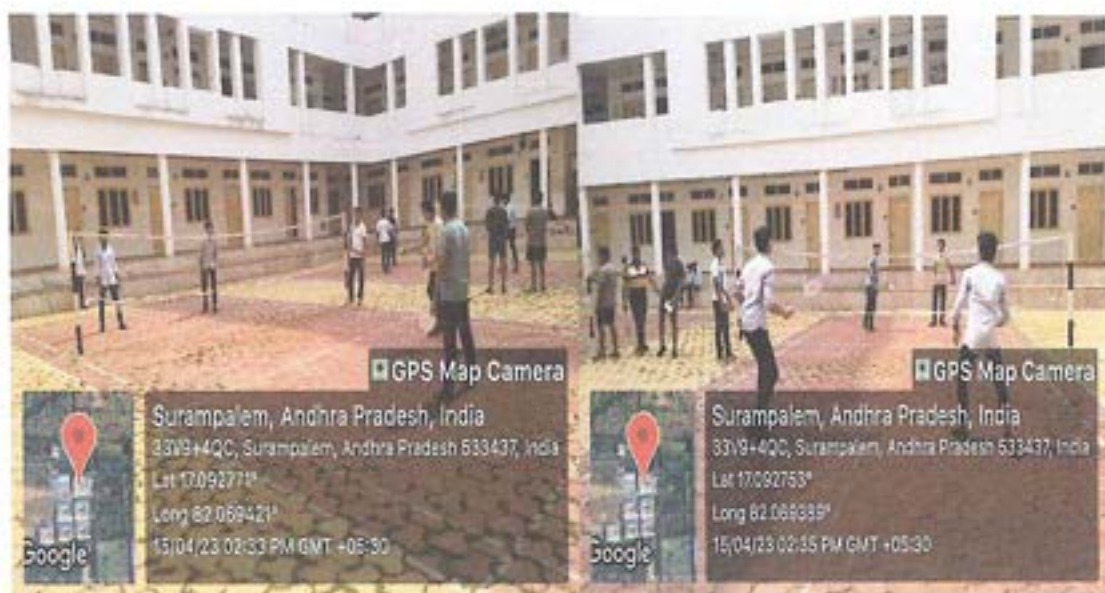 GPS Map Camera
Surampalem, Andhra Pradesh, India
33V9+4QC, Surampalem, Andhra Pradesh 533437, India
Lat 17.092771°
Long 82.069421°
15/04/23 02:33 PM GMT +05:30
Google
GPS Map Camera
Surampalem, Andhra Pradesh, India
33V9+4QC, Surampalem, Andhra Pradesh 533437, India
Lat 17.092753°
Long 82.069389°
15/04/23 02:35 PM GMT +05:30
Google